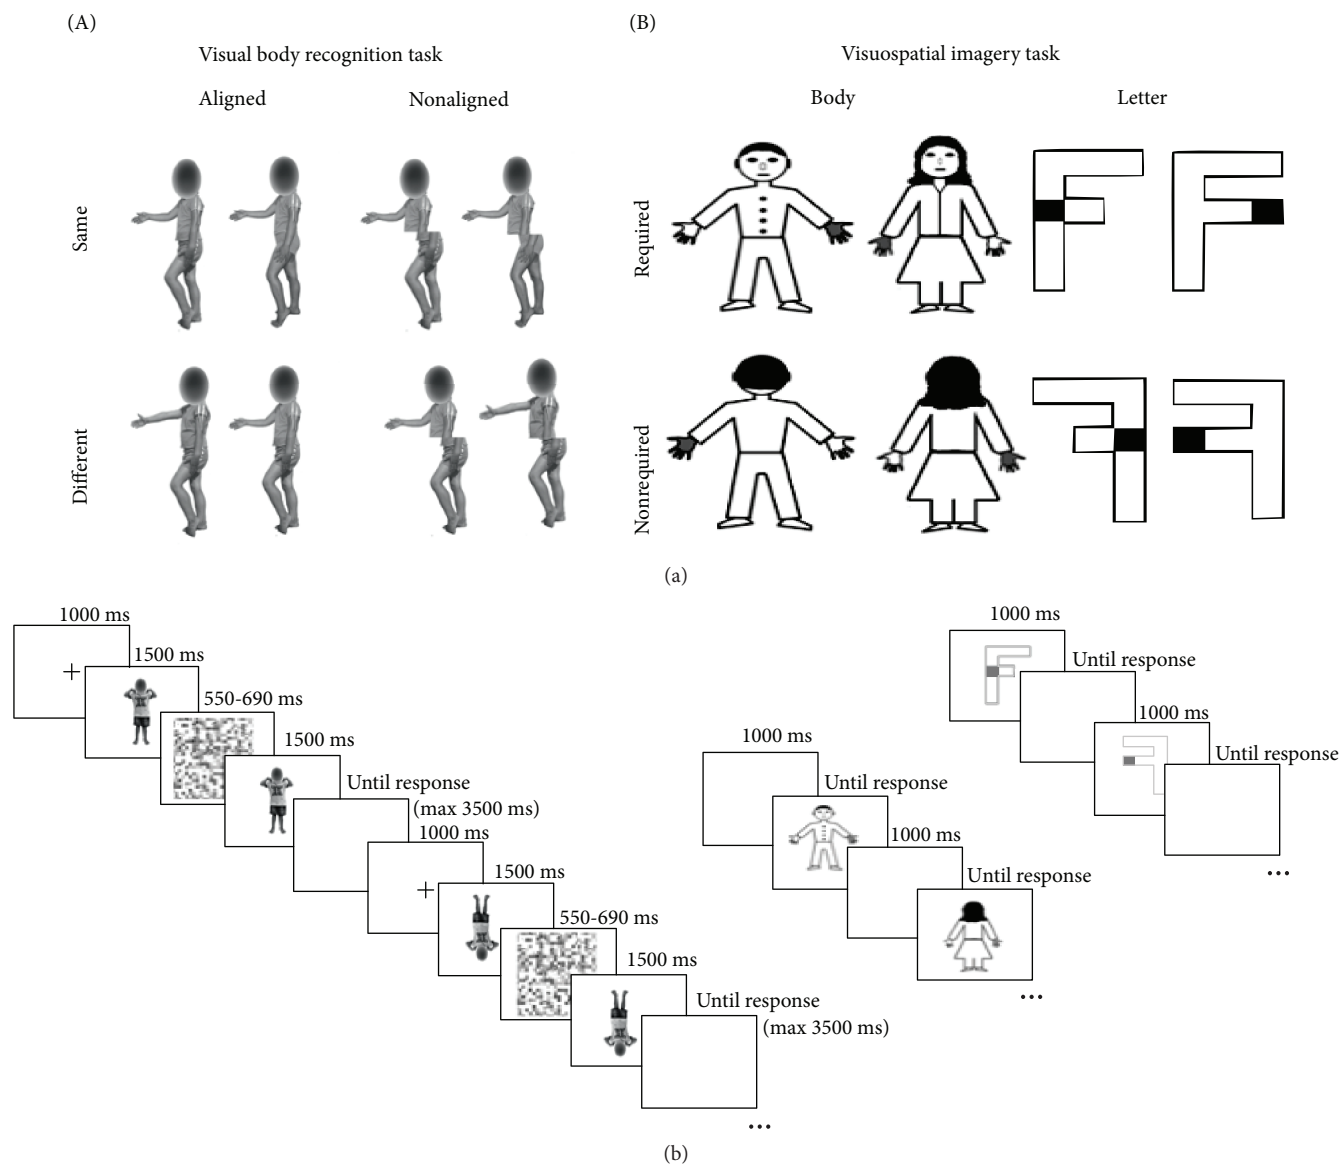 (A)
Visual body recognition task
Aligned
Nonaligned
Same
Different
(B)
Visuospatial imagery task
Body
Letter
Required
Nonrequired
(a)
1000 ms
1500 ms
550-690 ms
1500 ms
Until response
(max 3500 ms)
1000 ms
1500 ms
550-690 ms
1500 ms
Until response
(max 3500 ms)
...
1000 ms
Until response
1000 ms
Until response
...
1000 ms
Until response
1000 ms
Until response
...
(b)